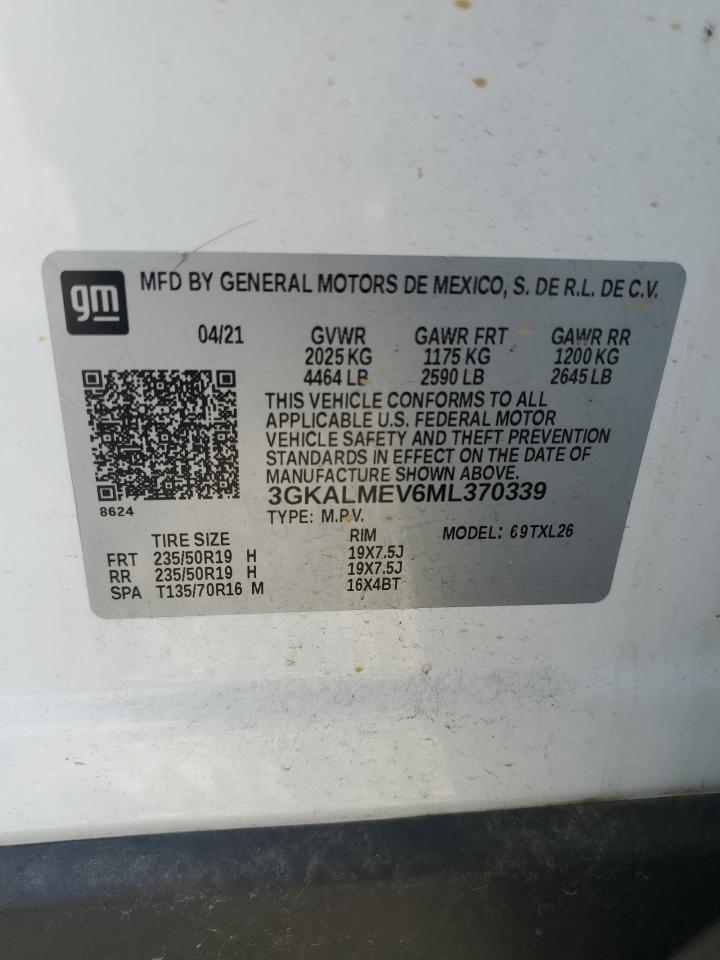 gm
MFD BY GENERAL MOTORS DE MEXICO, S. DE R.L. DE C.V.
04/21 GVWR GAWR FRT GAWR RR
2025 KG 1175 KG 1200 KG
4464 LB 2590 LB 2645 LB
THIS VEHICLE CONFORMS TO ALL
APPLICABLE U.S. FEDERAL MOTOR
VEHICLE SAFETY AND THEFT PREVENTION
STANDARDS IN EFFECT ON THE DATE OF
MANUFACTURE SHOWN ABOVE.
8624
3GKALMEV6ML370339
TYPE: M.P.V. MODEL: 69TXL26
TIRE SIZE RIM
FRT 235/50R19 H 19X7.5J
RR 235/50R19 H 19X7.5J
SPA T135/70R16 M 16X4BT